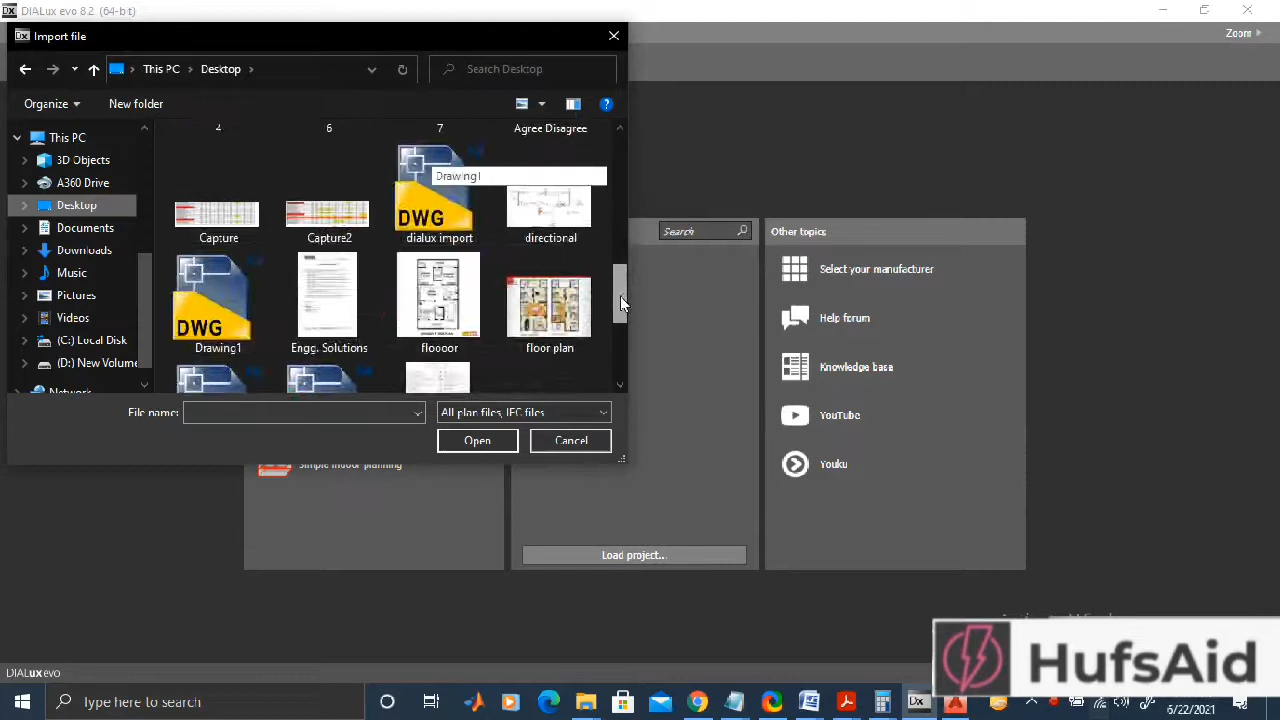 DIALux evo 8.2 (64-bit)
Import file
Zoom
This PC
Desktop
Search Desktop
Organize
New folder
This PC
3D Objects
A360 Drive
Desktop
Documents
Downloads
Music
Pictures
Videos
(C:) Local Disk
(D:) New Volume
Network
4
6
7
Agree Disagree
Drawing1
DWG
Capture
Capture2
dialux import
directional
DWG
Drawing1
Engg. Solutions
floooor
floor plan
File name:
All plan files, IFC files
Open
Cancel
Search
Other topics
Select your manufacturer
Help forum
Knowledge base
YouTube
Youku
Simple indoor planning
Load project...
DIALux evo
HufsAid
Type here to search
6/22/2021